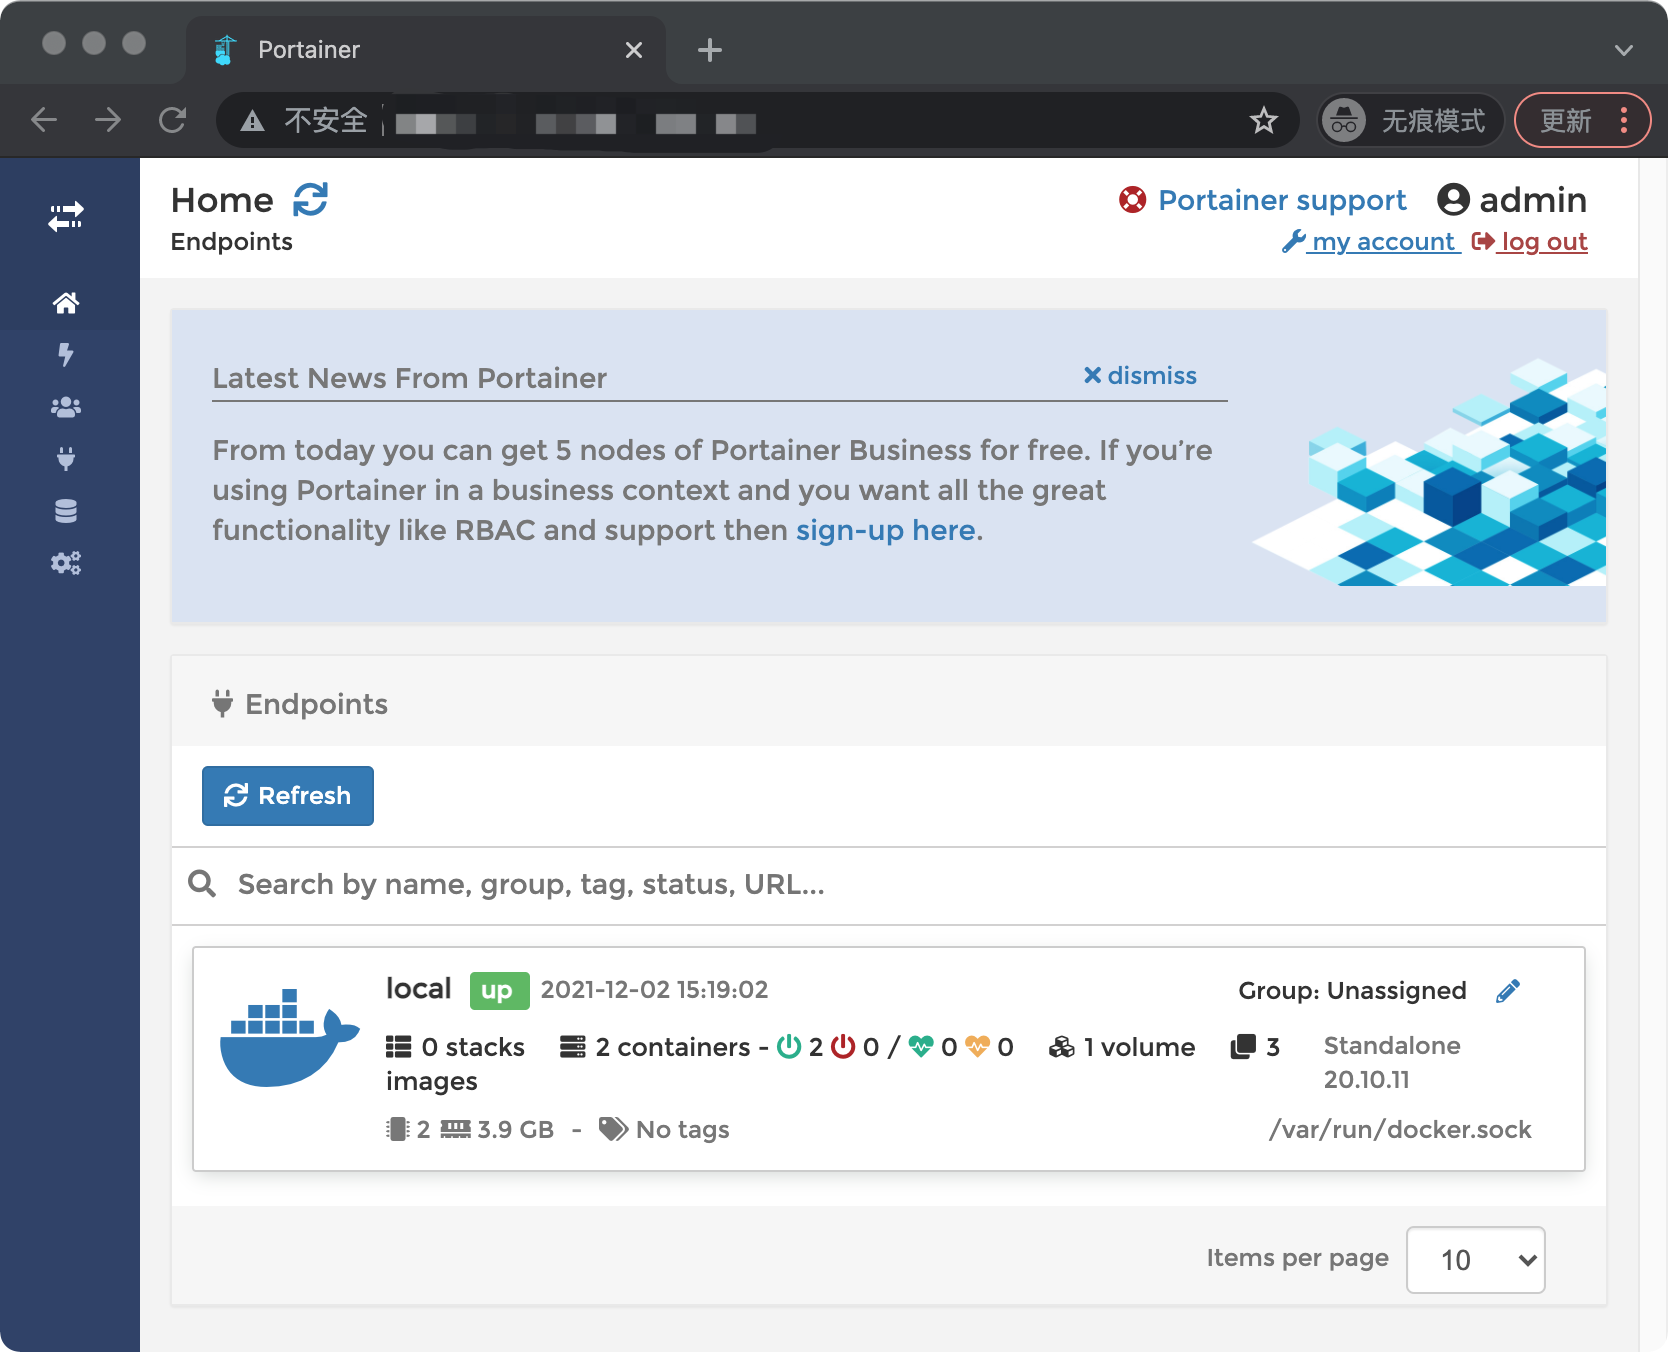 Portainer
不安全
无痕模式
更新
Home
Portainer support
admin
Endpoints
my account
log out
Latest News From Portainer
dismiss
From today you can get 5 nodes of Portainer Business for free. If you’re
using Portainer in a business context and you want all the great
functionality like RBAC and support then sign-up here.
Endpoints
Refresh
Search by name, group, tag, status, URL...
local up 2021-12-02 15:19:02
Group: Unassigned
0 stacks 2 containers - 2 0 / 0 0 1 volume 3
images
Standalone
20.10.11
2 3.9 GB - No tags
/var/run/docker.sock
Items per page 10